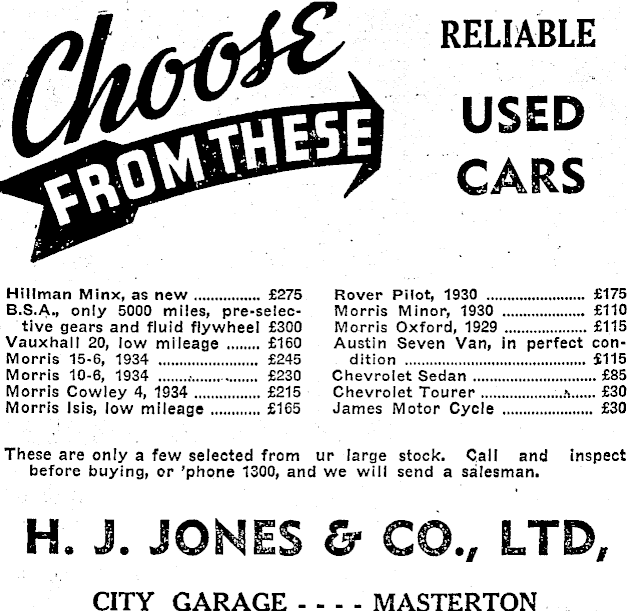 Choose
FROM THESE
RELIABLE
USED
CARS
Hillman Minx, as new ................ £275
B.S.A., only 5000 miles, pre-selec-
tive gears and fluid flywheel £300
Vauxhall 20, low mileage ........ £160
Morris 15-6, 1934 ........................ £245
Morris 10-6, 1934 ........................ £230
Morris Cowley 4, 1934 ................ £215
Morris Isis, low mileage ............ £165
Rover Pilot, 1930 ........................ £175
Morris Minor, 1930 ........................ £110
Morris Oxford, 1929 .................... £115
Austin Seven Van, in perfect con-
dition ........................................ £115
Chevrolet Sedan ............................ £85
Chevrolet Tourer ............................ £30
James Motor Cycle ...................... £30
These are only a few selected from ur large stock. Call and inspect
before buying, or 'phone 1300, and we will send a salesman.
H. J. JONES & CO., LTD,
CITY GARAGE - - - - MASTERTON